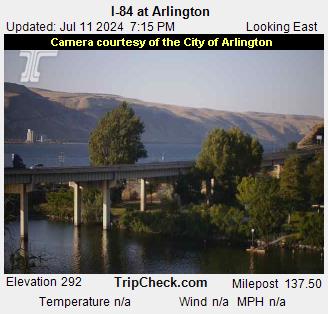 I-84 at Arlington
Updated: Jul 11 2024 7:15 PM Looking East
Camera courtesy of the City of Arlington
Elevation 292 TripCheck.com Milepost 137.50
Temperature n/a Wind n/a MPH n/a